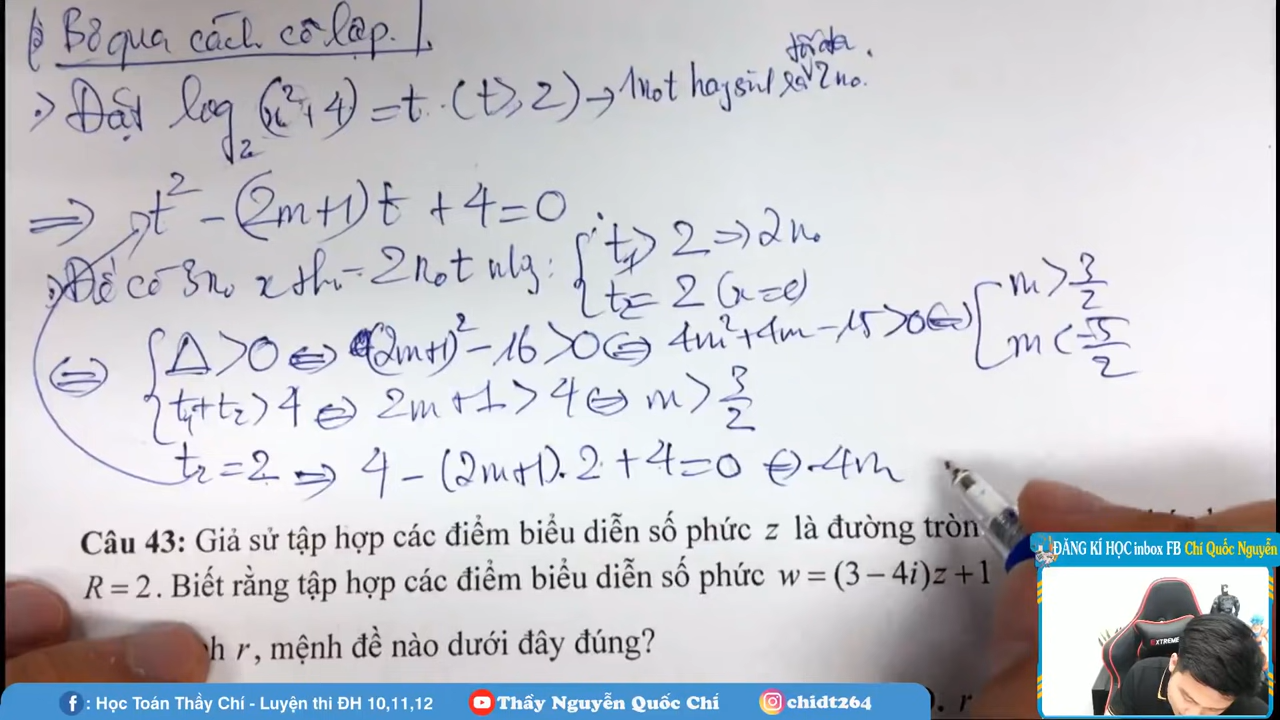 Bỏ qua cách cô lập.
Đặt log₂(x²+4)=t. (t≥2) → 1 no t hay sinh ra 2 no.
tối đa
⇒ t² - (2m+1)t + 4 = 0
Để có 3 no x thì 2 no t t/m: { t₁ > 2 ⇒ 2 no
t₂ = 2 (x=0)
⇔ { Δ > 0 ⇔ (2m+1)² - 16 > 0 ⇔ 4m² + 4m - 15 > 0 ⇔ [ m > 3/2
m < -5/2
t₁+t₂ > 4 ⇔ 2m+1 > 4 ⇔ m > 3/2
t₂ = 2 ⇒ 4 - (2m+1).2 + 4 = 0 ⇔ -4m
Câu 43: Giả sử tập hợp các điểm biểu diễn số phức z là đường tròn
R = 2. Biết rằng tập hợp các điểm biểu diễn số phức w = (3 - 4i)z + 1
h r, mệnh đề nào dưới đây đúng?
r
ĐĂNG KÍ HỌC inbox FB Chí Quốc Nguyễn
EXTREME
: Học Toán Thầy Chí - Luyện thi ĐH 10,11,12
Thầy Nguyễn Quốc Chí
chidt264